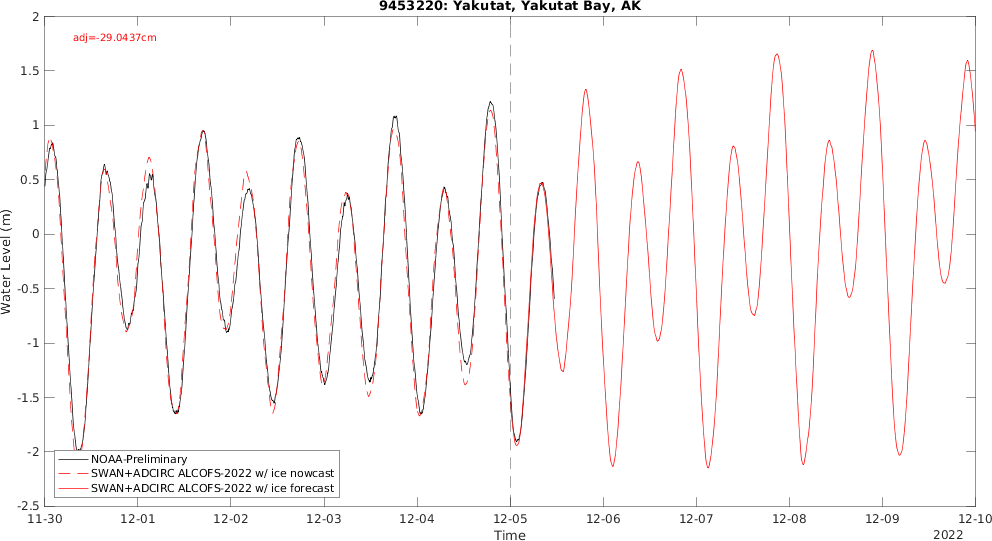 9453220: Yakutat, Yakutat Bay, AK
adj=-29.0437cm
2
1.5
1
0.5
0
-0.5
-1
-1.5
-2
-2.5
Water Level (m)
NOAA-Preliminary
SWAN+ADCIRC ALCOFS-2022 w/ ice nowcast
SWAN+ADCIRC ALCOFS-2022 w/ ice forecast
11-30 12-01 12-02 12-03 12-04 12-05 12-06 12-07 12-08 12-09 12-10
Time
2022